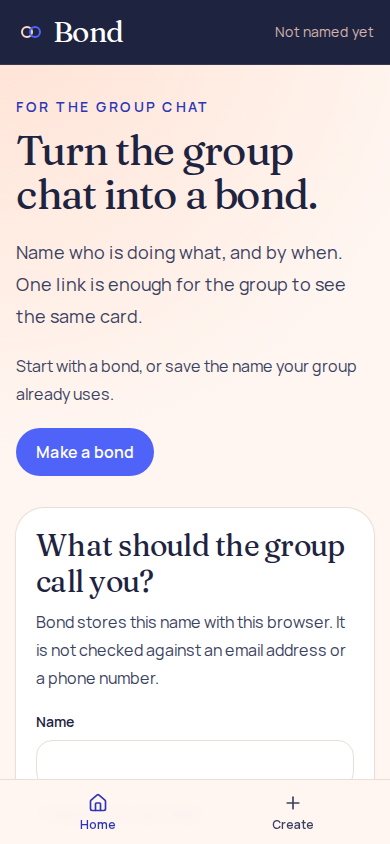 Bond
Not named yet
FOR THE GROUP CHAT
Turn the group
chat into a bond.
Name who is doing what, and by when.
One link is enough for the group to see
the same card.
Start with a bond, or save the name your group
already uses.
Make a bond
What should the group
call you?
Bond stores this name with this browser. It
is not checked against an email address or
a phone number.
Name
Home
Create